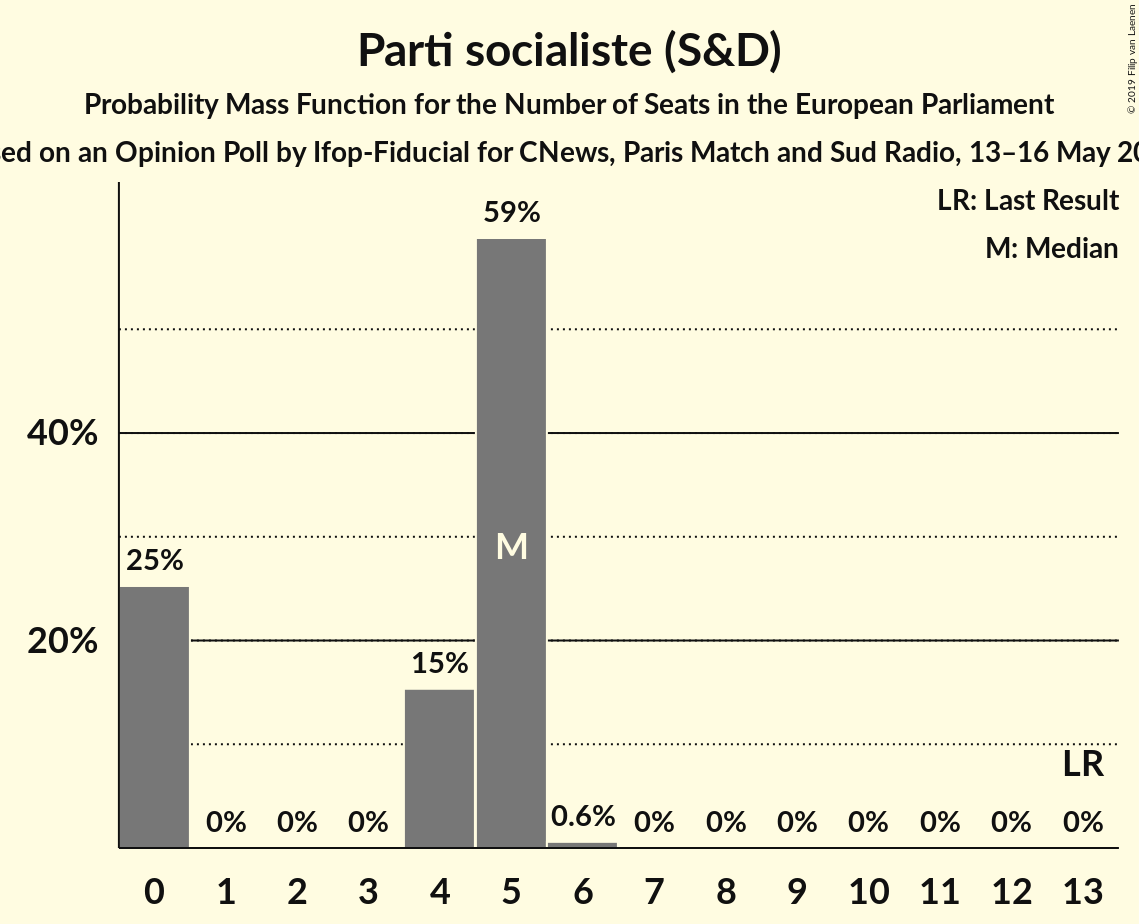 Parti socialiste (S&D)
Probability Mass Function for the Number of Seats in the European Parliament
on an Opinion Poll by Ifop-Fiducial for CNews, Paris Match and Sud Radio, 13–16 May
© 2019 Filip van Laenen
LR: Last Result
M: Median
59%
40%
M
25%
20%
15%
LR
0% 0% 0% 0.6% 0% 0% 0% 0% 0% 0% 0%
0 1 2 3 4 5 6 7 8 9 10 11 12 13